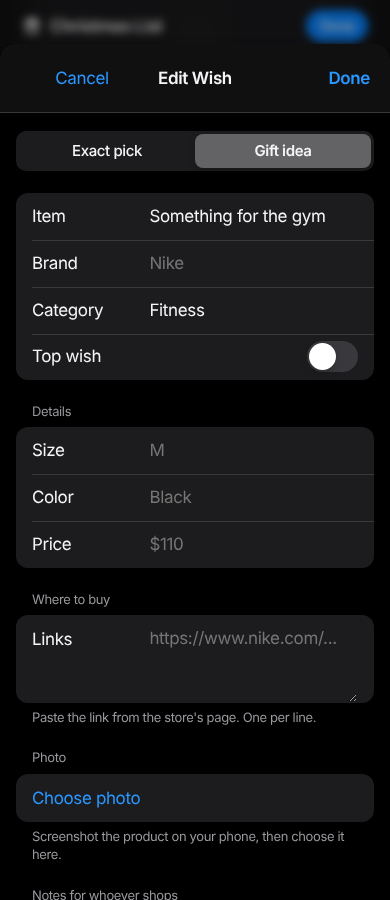 Christmas List
Done
Cancel
Edit Wish
Done
Exact pick
Gift idea
Item
Something for the gym
Brand
Nike
Category
Fitness
Top wish
Details
Size
M
Color
Black
Price
$110
Where to buy
Links
https://www.nike.com/...
Paste the link from the store's page. One per line.
Photo
Choose photo
Screenshot the product on your phone, then choose it
here.
Notes for whoever shops